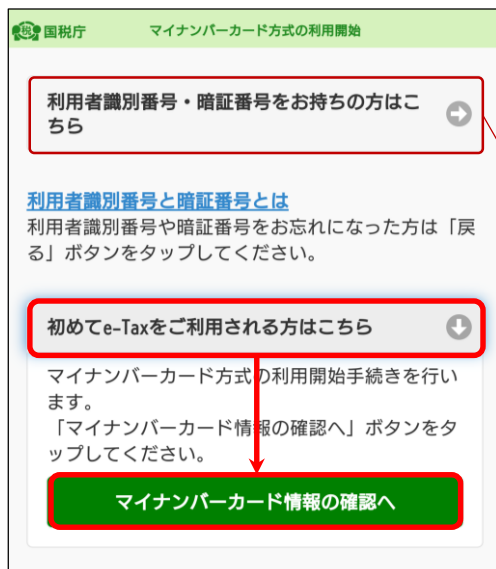 国税庁 マイナンバーカード方式の利用開始
利用者識別番号・暗証番号をお持ちの方はこ
ちら
利用者識別番号と暗証番号とは
利用者識別番号や暗証番号をお忘れになった方は「戻
る」ボタンをタップしてください。
初めてe-Taxをご利用される方はこちら
マイナンバーカード方式の利用開始手続きを行い
ます。
「マイナンバーカード情報の確認へ」ボタンをタ
ップしてください。
マイナンバーカード情報の確認へ